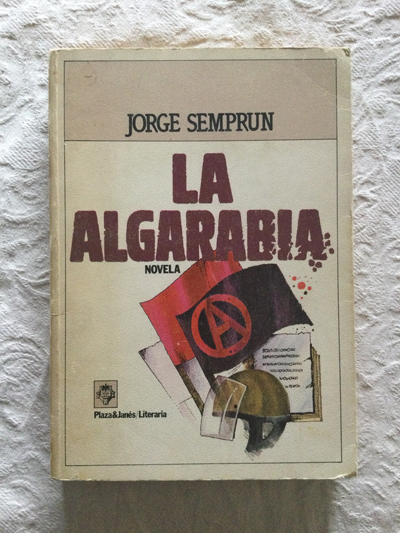 JORGE SEMPRUN
LA
ALGARABIA
NOVELA
Plaza&Janés/Literaria